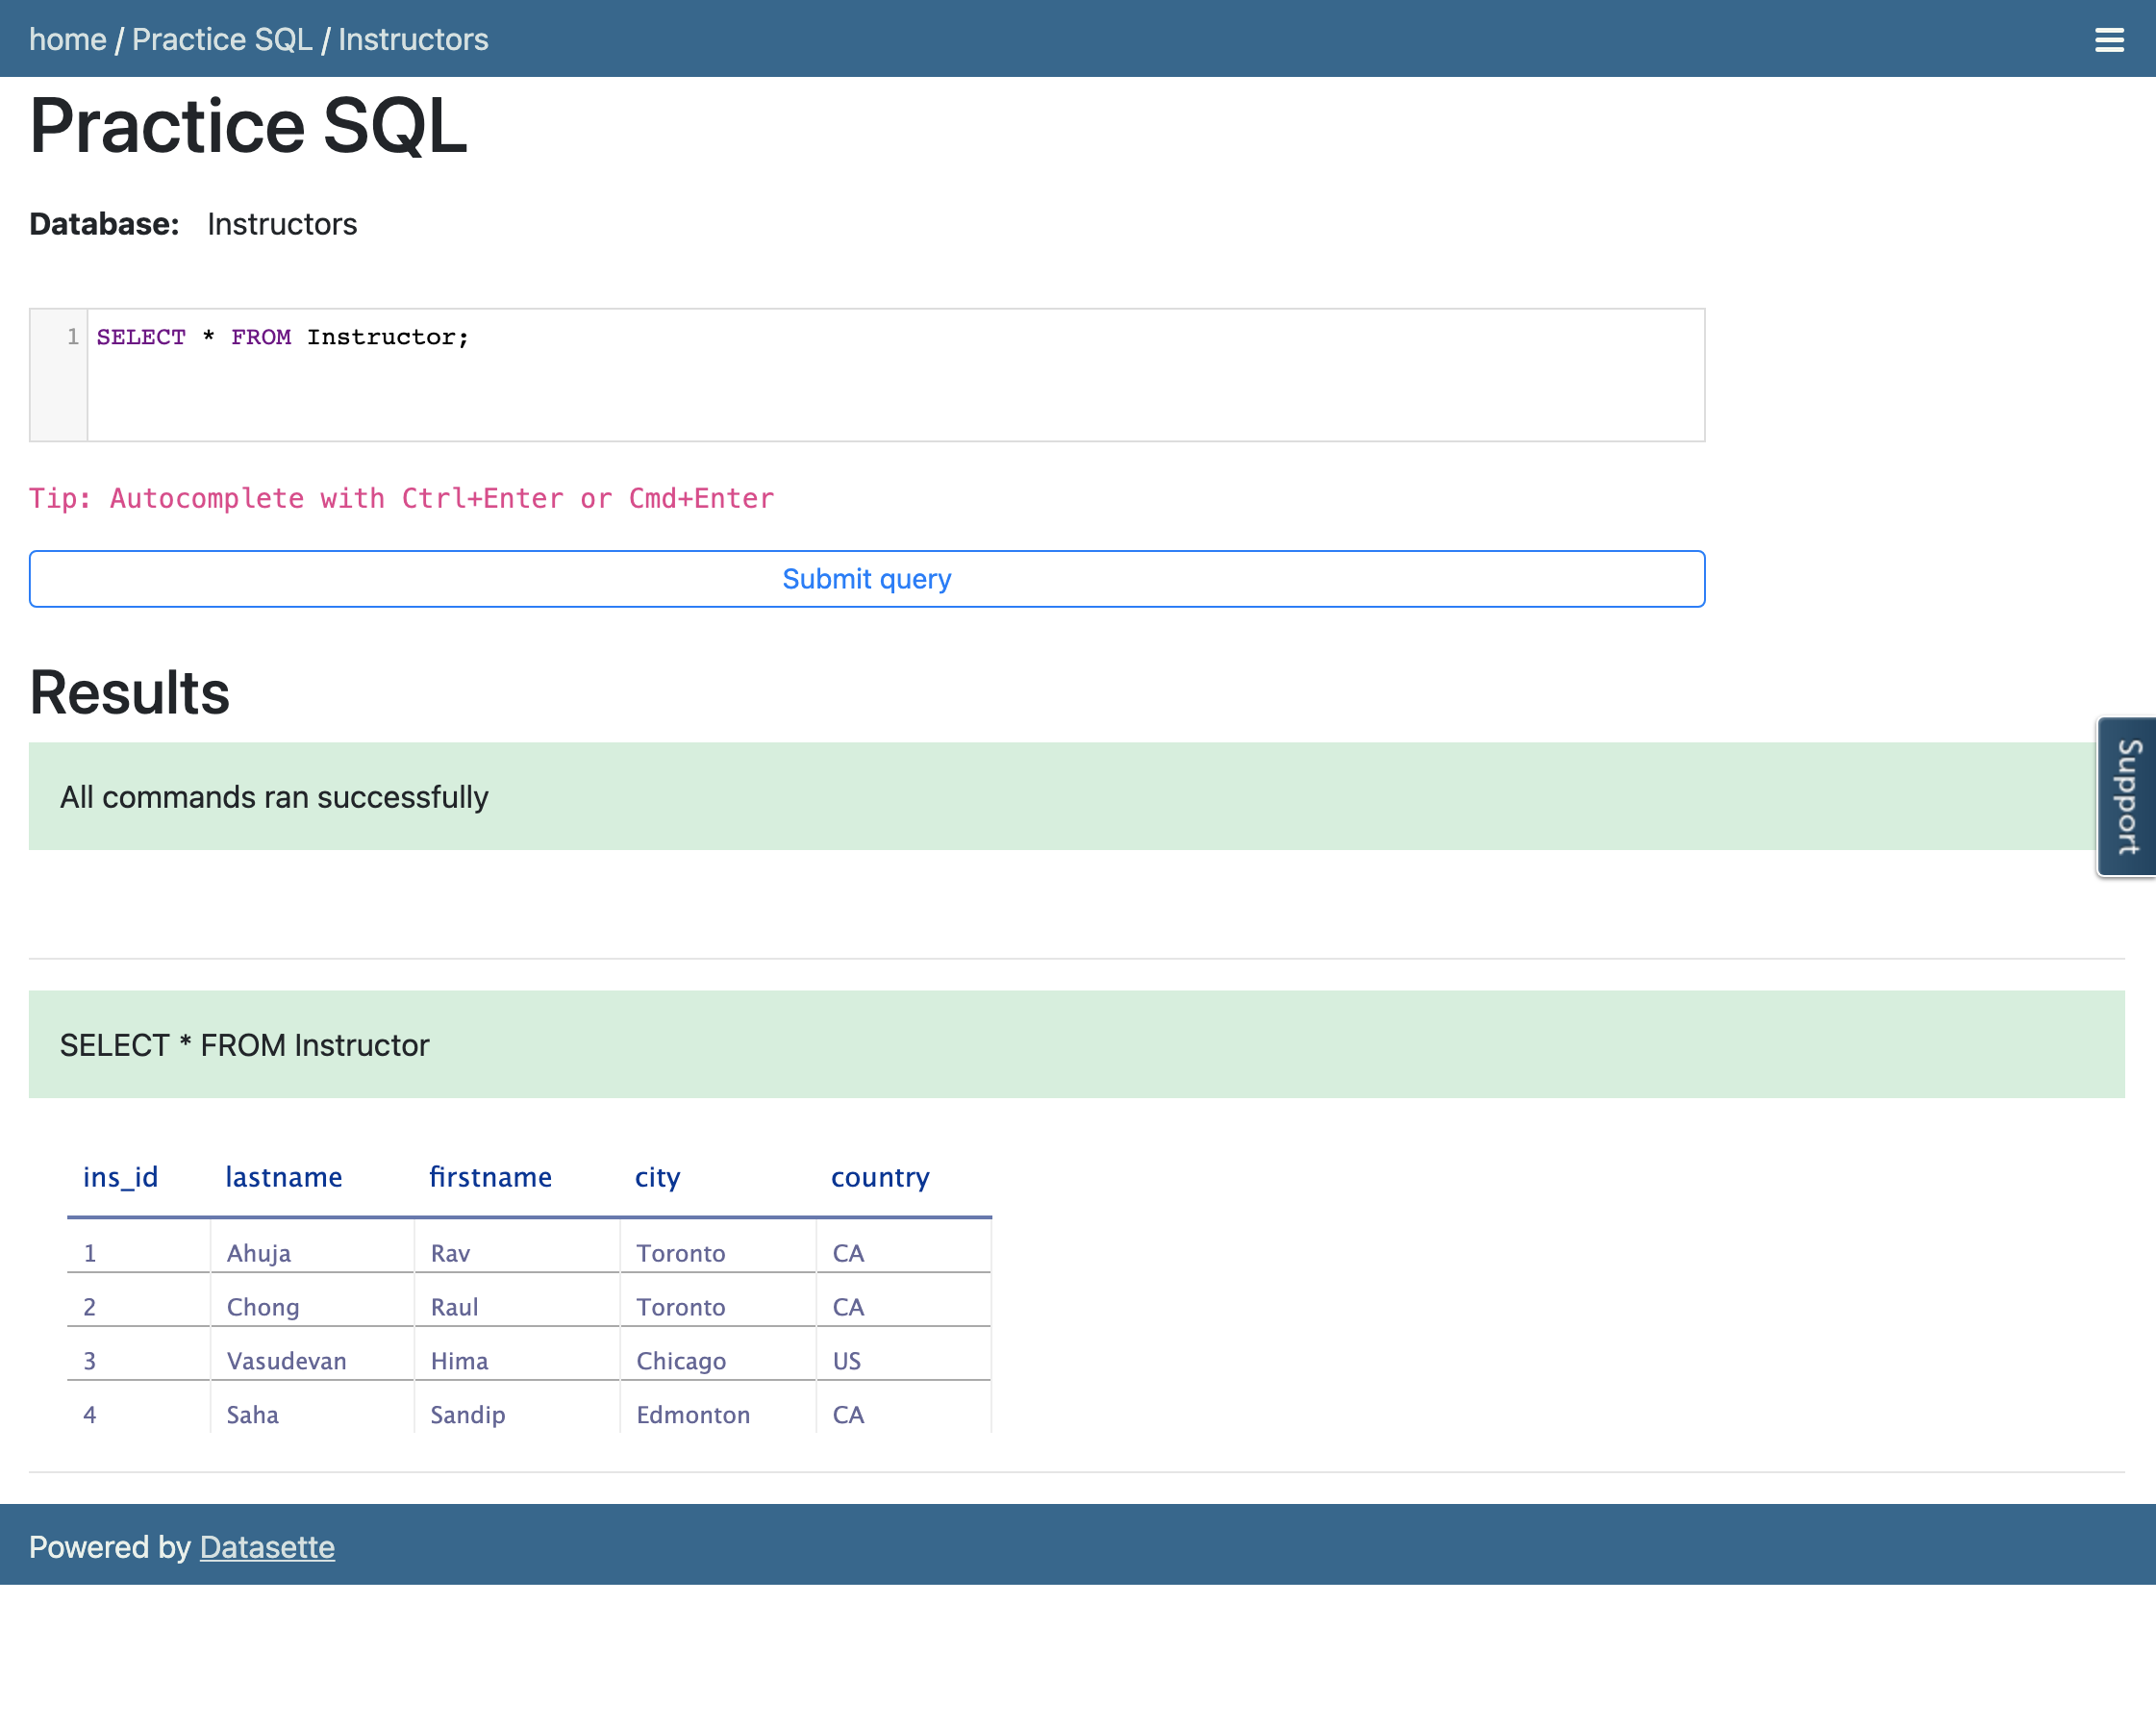 home / Practice SQL / Instructors
Practice SQL
Database: Instructors
1 SELECT * FROM Instructor;
Tip: Autocomplete with Ctrl+Enter or Cmd+Enter
Submit query
Results
All commands ran successfully
Support
SELECT * FROM Instructor
ins_id lastname firstname city country
1 Ahuja Rav Toronto CA
2 Chong Raul Toronto CA
3 Vasudevan Hima Chicago US
4 Saha Sandip Edmonton CA
Powered by Datasette